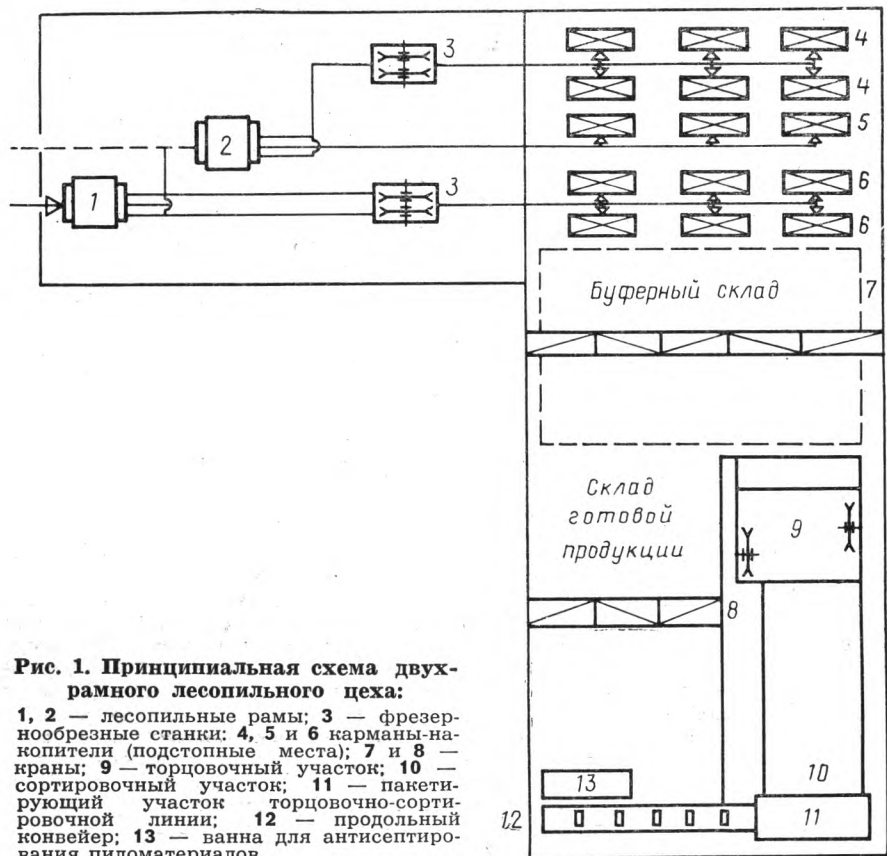 3
4
4
2
5
1
3
6
6
Буферный склад
7
Склад
готовой
продукции
9
8
Рис. 1. Принципиальная схема двух-
рамного лесопильного цеха:
1, 2 — лесопильные рамы; 3 — фрезер-
нообрезные станки; 4, 5 и 6 карманы-на-
копители (подстопные места); 7 и 8 —
краны; 9 — торцовочный участок; 10 —
сортировочный участок; 11 — пакети-
рующий участок торцовочно-сорти-
ровочной линии; 12 — продольный
конвейер; 13 — ванна для антисептиро-
вания пиломатериалов
13
10
12
11